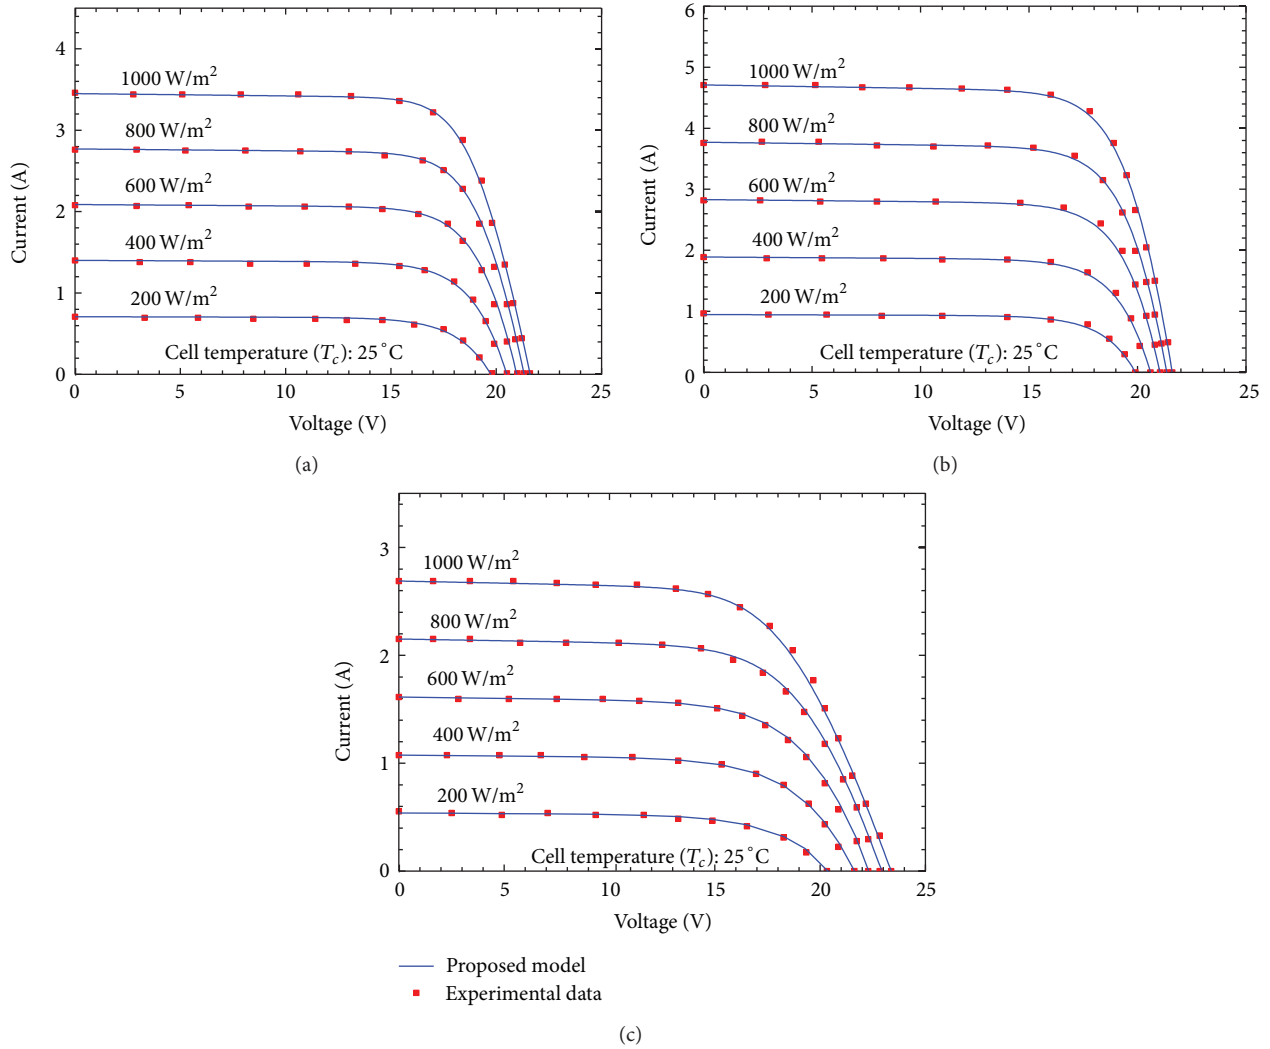 4
3
2
1
0
Current (A)
1000 W/m²
800 W/m²
600 W/m²
400 W/m²
200 W/m²
Cell temperature (T_c): 25°C
0 5 10 15 20 25
Voltage (V)
(a)
6
5
4
3
2
1
0
Current (A)
1000 W/m²
800 W/m²
600 W/m²
400 W/m²
200 W/m²
Cell temperature (T_c): 25°C
0 5 10 15 20 25
Voltage (V)
(b)
3
2
1
0
Current (A)
1000 W/m²
800 W/m²
600 W/m²
400 W/m²
200 W/m²
Cell temperature (T_c): 25°C
0 5 10 15 20 25
Voltage (V)
Proposed model
Experimental data
(c)